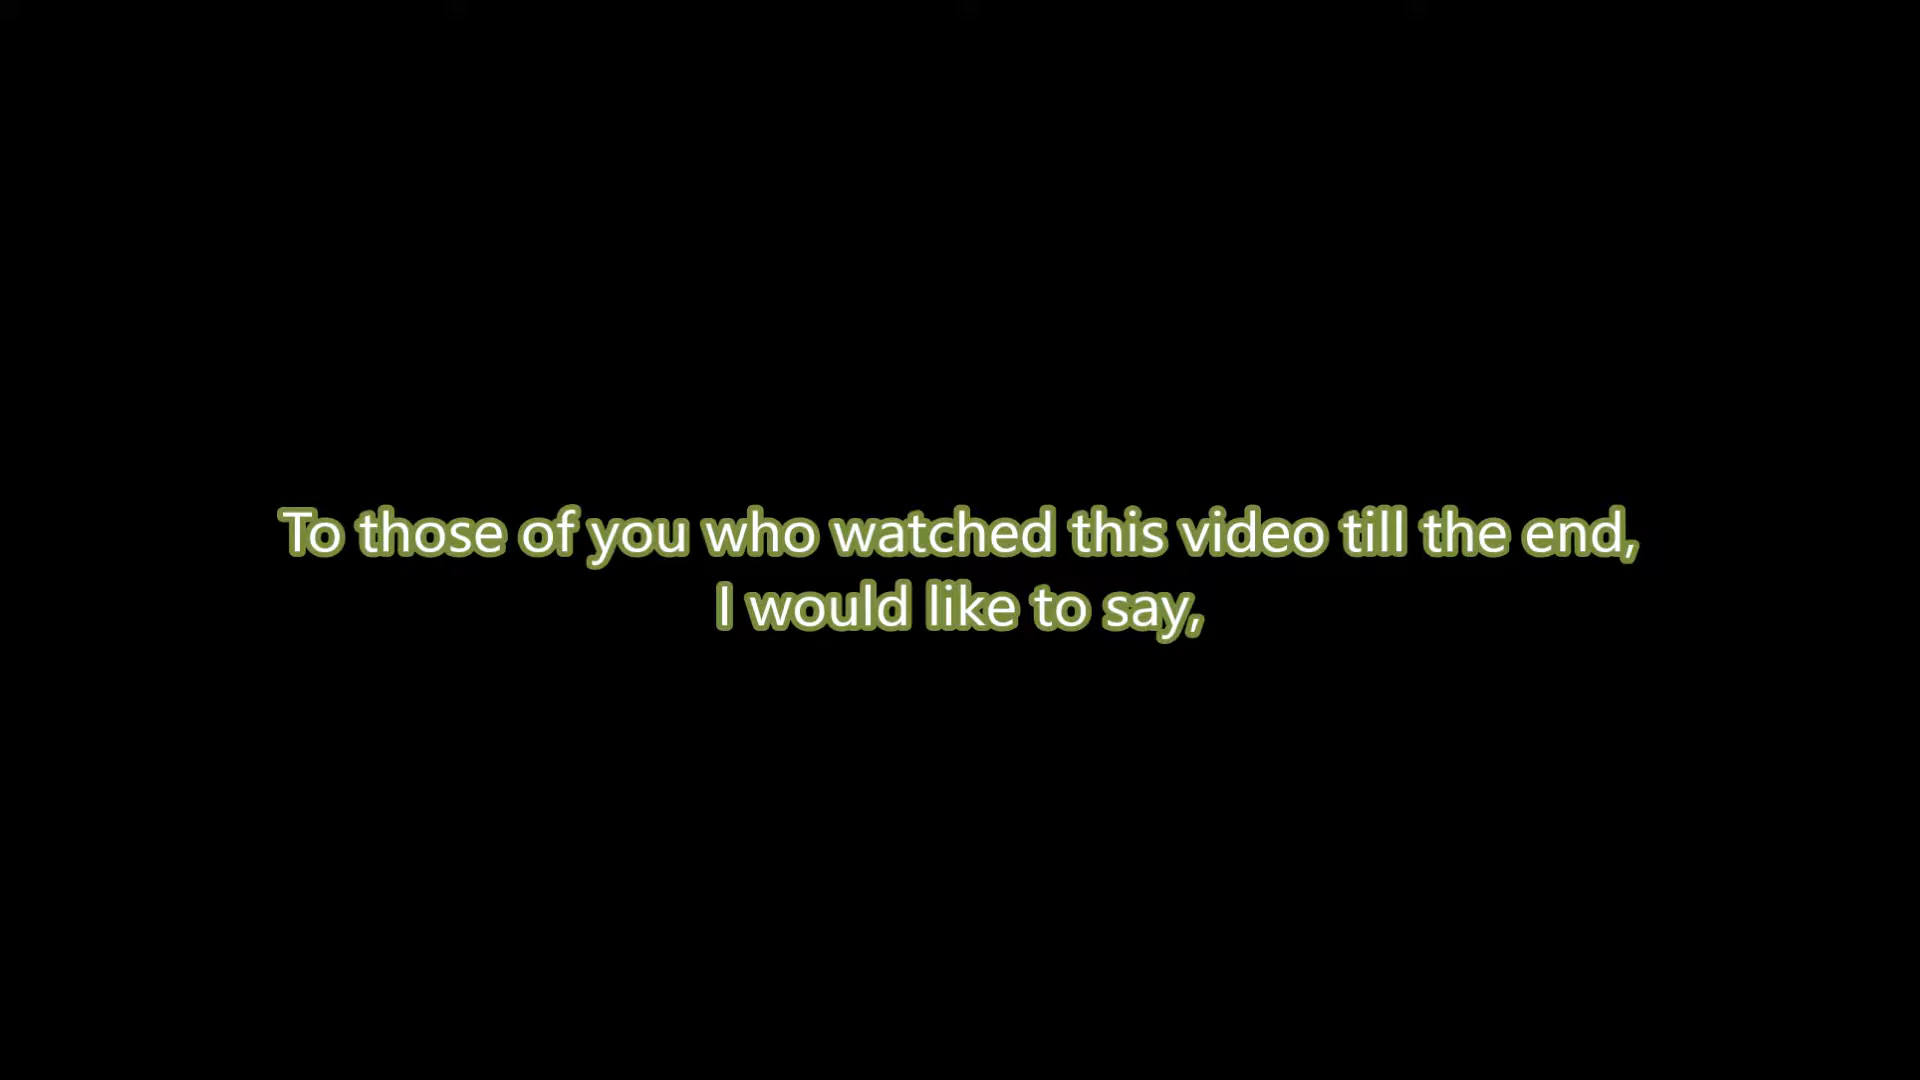 To those of you who watched this video till the end,
I would like to say,